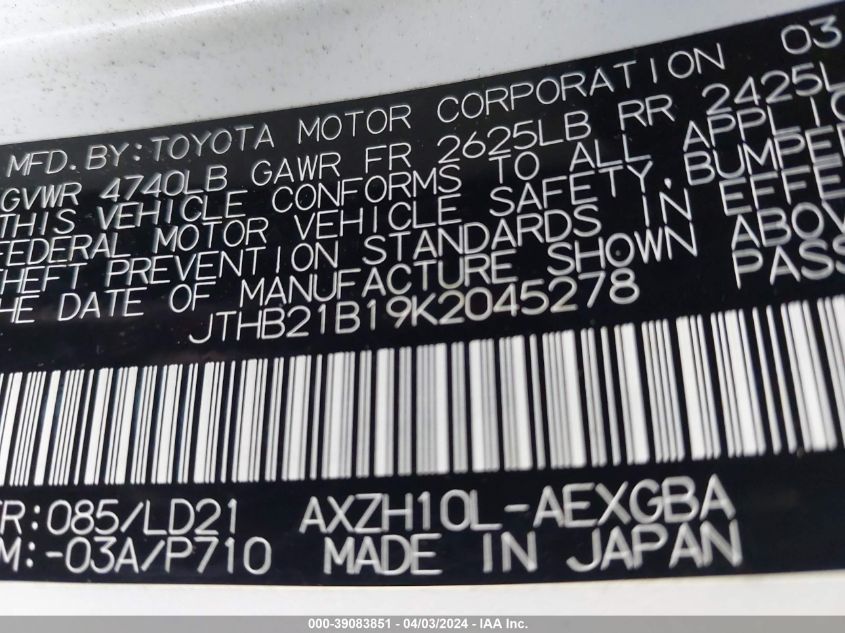 MFD. BY: TOYOTA MOTOR CORPORATION 03
GVWR 4740LB GAWR FR 2625LB RR 2425L
THIS VEHICLE CONFORMS TO ALL APPLIC
FEDERAL MOTOR VEHICLE SAFETY, BUMPER
THEFT PREVENTION STANDARDS IN EFFE
HE DATE OF MANUFACTURE SHOWN ABOV
JTHB21B19K2045278 PASS
TR:085/LD21 AXZH10L-AEXGBA
M:-03A/P710 MADE IN JAPAN
000-39083851 - 04/03/2024 - IAA Inc.